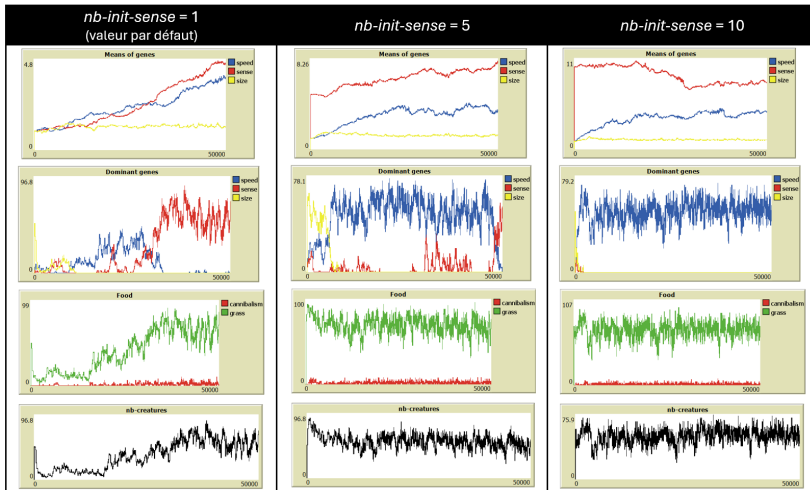 nb-init-sense = 1
(valeur par défaut)
nb-init-sense = 5
nb-init-sense = 10
Means of genes
4.8
0
0
50000
speed
sense
size
Means of genes
8.26
0
0
50000
speed
sense
size
Means of genes
11
0
0
50000
speed
sense
size
Dominant genes
96.8
0
0
50000
speed
sense
size
Dominant genes
78.1
0
0
50000
speed
sense
size
Dominant genes
79.2
0
0
50000
speed
sense
size
Food
99
0
0
50000
cannibalism
grass
Food
100
0
0
50000
cannibalism
grass
Food
107
0
0
50000
cannibalism
grass
nb-creatures
96.8
0
0
50000
nb-creatures
96.8
0
0
50000
nb-creatures
75.9
0
0
50000